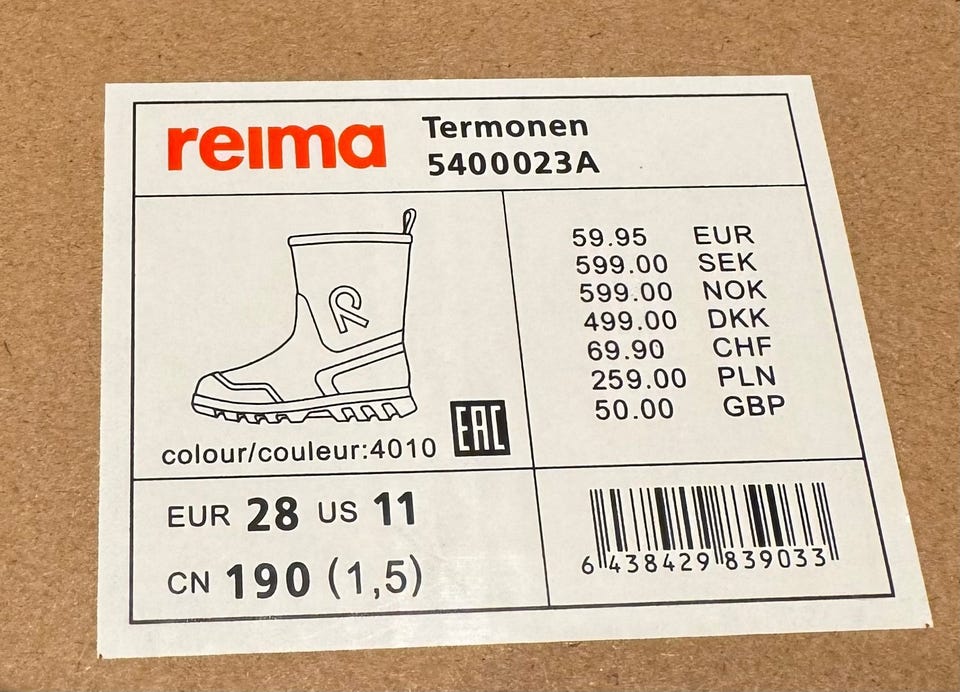 reima
Termonen
5400023A
59.95 EUR
599.00 SEK
599.00 NOK
499.00 DKK
69.90 CHF
259.00 PLN
50.00 GBP
colour/couleur:4010
EAC
EUR 28 US 11
CN 190 (1,5)
6 438429 839033